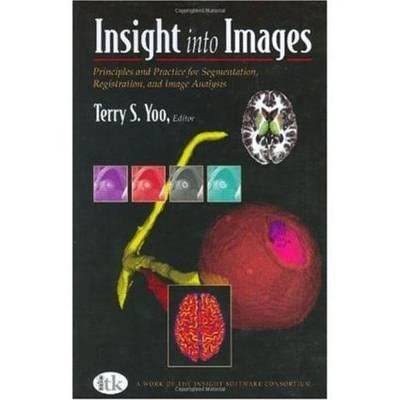 Insight into Images
Principles and Practice for Segmentation,
Registration, and Image Analysis
Terry S. Yoo, Editor
itk
A WORK OF THE INSIGHT SOFTWARE CONSORTIUM